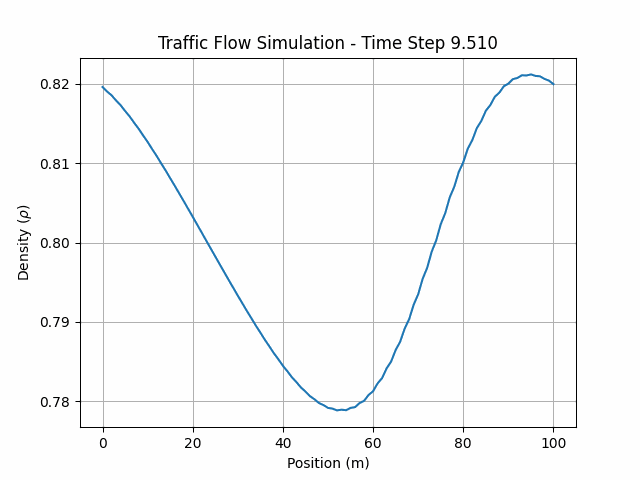 Traffic Flow Simulation - Time Step 9.510
0.82
0.81
0.80
0.79
0.78
Density (ρ)
0 20 40 60 80 100
Position (m)